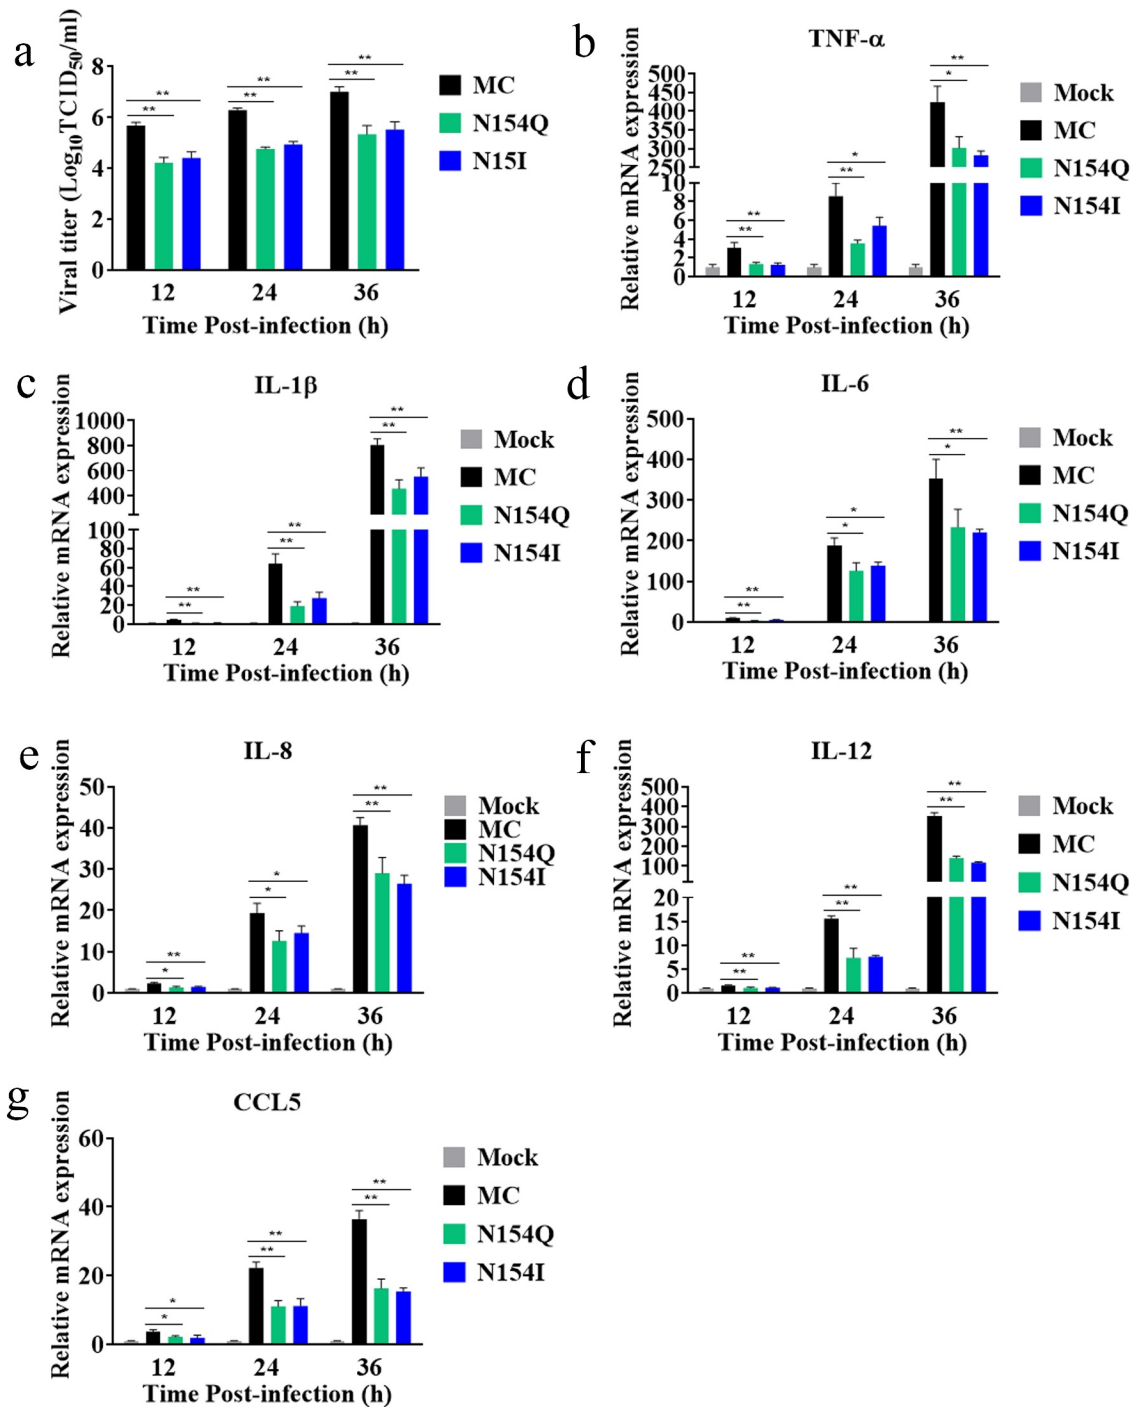 a
Viral titer (Log10TCID50/ml)
8
6
4
2
0
** ** ** ** ** **
12 24 36
Time Post-infection (h)
MC
N154Q
N15I
b
TNF-α
Relative mRNA expression
500
450
400
350
300
250
10
8
6
4
2
0
** ** ** * ** *
12 24 36
Time Post-infection (h)
Mock
MC
N154Q
N154I
c
IL-1β
Relative mRNA expression
1000
800
600
400
100
80
60
40
20
0
** ** ** ** ** **
12 24 36
Time Post-infection (h)
Mock
MC
N154Q
N154I
d
IL-6
Relative mRNA expression
500
400
300
200
100
0
** ** * * ** *
12 24 36
Time Post-infection (h)
Mock
MC
N154Q
N154I
e
IL-8
Relative mRNA expression
50
40
30
20
10
0
** * * * ** **
12 24 36
Time Post-infection (h)
Mock
MC
N154Q
N154I
f
IL-12
Relative mRNA expression
500
400
300
200
100
20
15
10
5
0
** ** ** ** ** **
12 24 36
Time Post-infection (h)
Mock
MC
N154Q
N154I
g
CCL5
Relative mRNA expression
60
40
20
0
* * ** ** ** **
12 24 36
Time Post-infection (h)
Mock
MC
N154Q
N154I